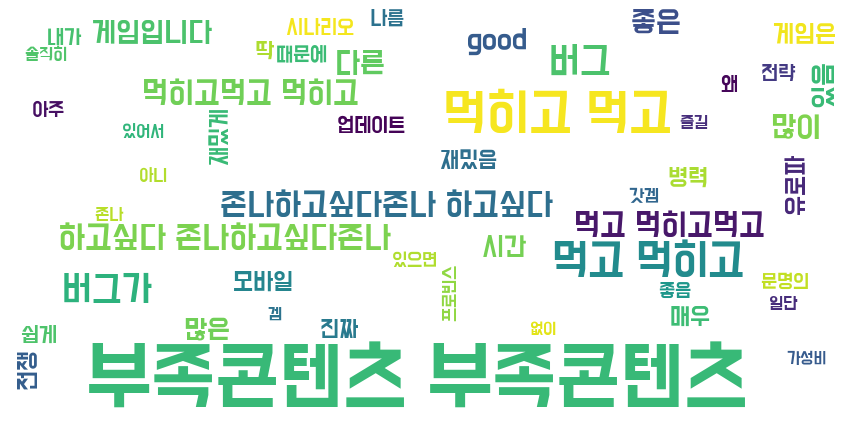 나름
좋은
시나리오
내가
게임입니다
good
게임은
솔직히
딱
때문에
다른
버그
전략
있음
왜
먹히고먹고 먹히고
먹히고 먹고
아주
있어서
재밌게
업데이트
즐길
많이
재밌음
아니
병력
유로파
갓겜
존나하고싶다존나 하고싶다
존나
먹고 먹히고먹고
하고싶다 존나하고싶다존나
시간
먹고 먹히고
있으면
버그가
모바일
프로빈스
좋음
문명의
일단
겜
쉽게
많은
진짜
없이
매우
전쟁
부족콘텐츠 부족콘텐츠
가성비